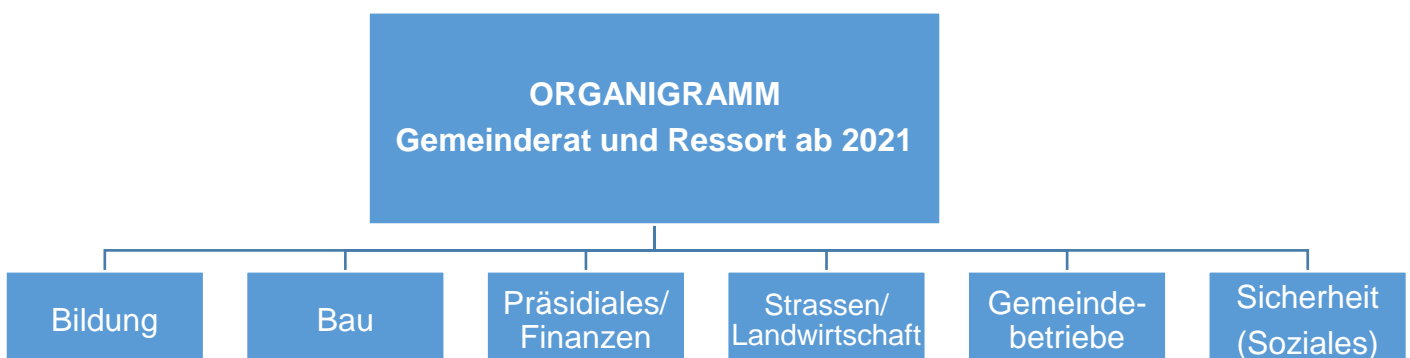 ORGANIGRAMM
Gemeinderat und Ressort ab 2021
Bildung
Bau
Präsidiales/
Finanzen
Strassen/
Landwirtschaft
Gemeinde-
betriebe
Sicherheit
(Soziales)